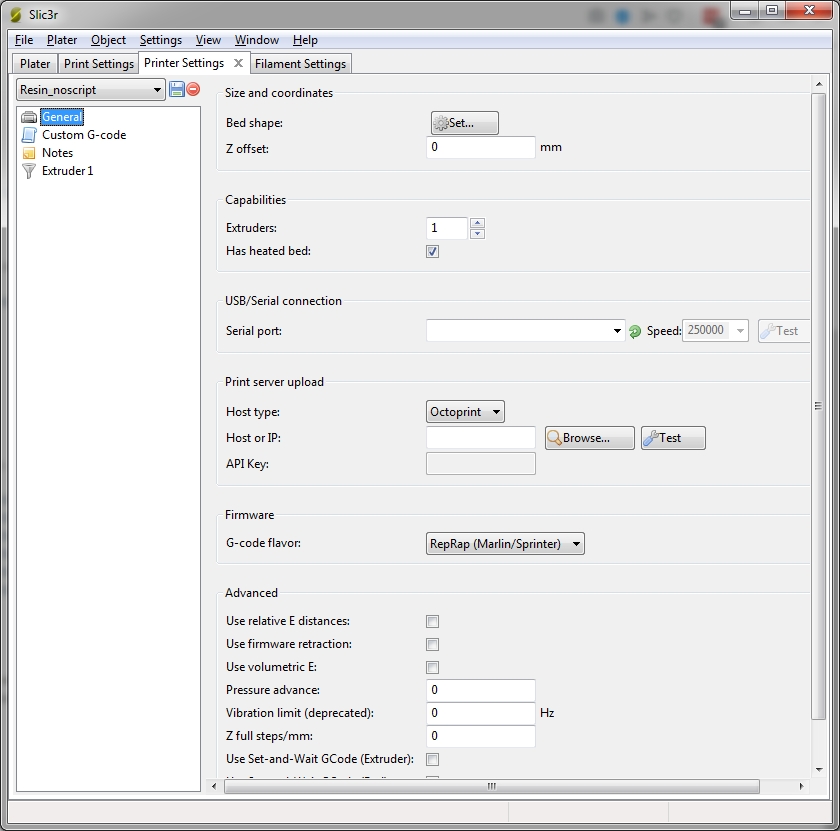 Slic3r
File Plater Object Settings View Window Help
Plater Print Settings Printer Settings Filament Settings
Resin_noscript
General
Custom G-code
Notes
Extruder 1
Size and coordinates
Bed shape: Set...
Z offset: 0 mm
Capabilities
Extruders: 1
Has heated bed:
USB/Serial connection
Serial port: Speed: 250000 Test
Print server upload
Host type: Octoprint
Host or IP: Browse... Test
API Key:
Firmware
G-code flavor: RepRap (Marlin/Sprinter)
Advanced
Use relative E distances:
Use firmware retraction:
Use volumetric E:
Pressure advance: 0
Vibration limit (deprecated): 0 Hz
Z full steps/mm: 0
Use Set-and-Wait GCode (Extruder):